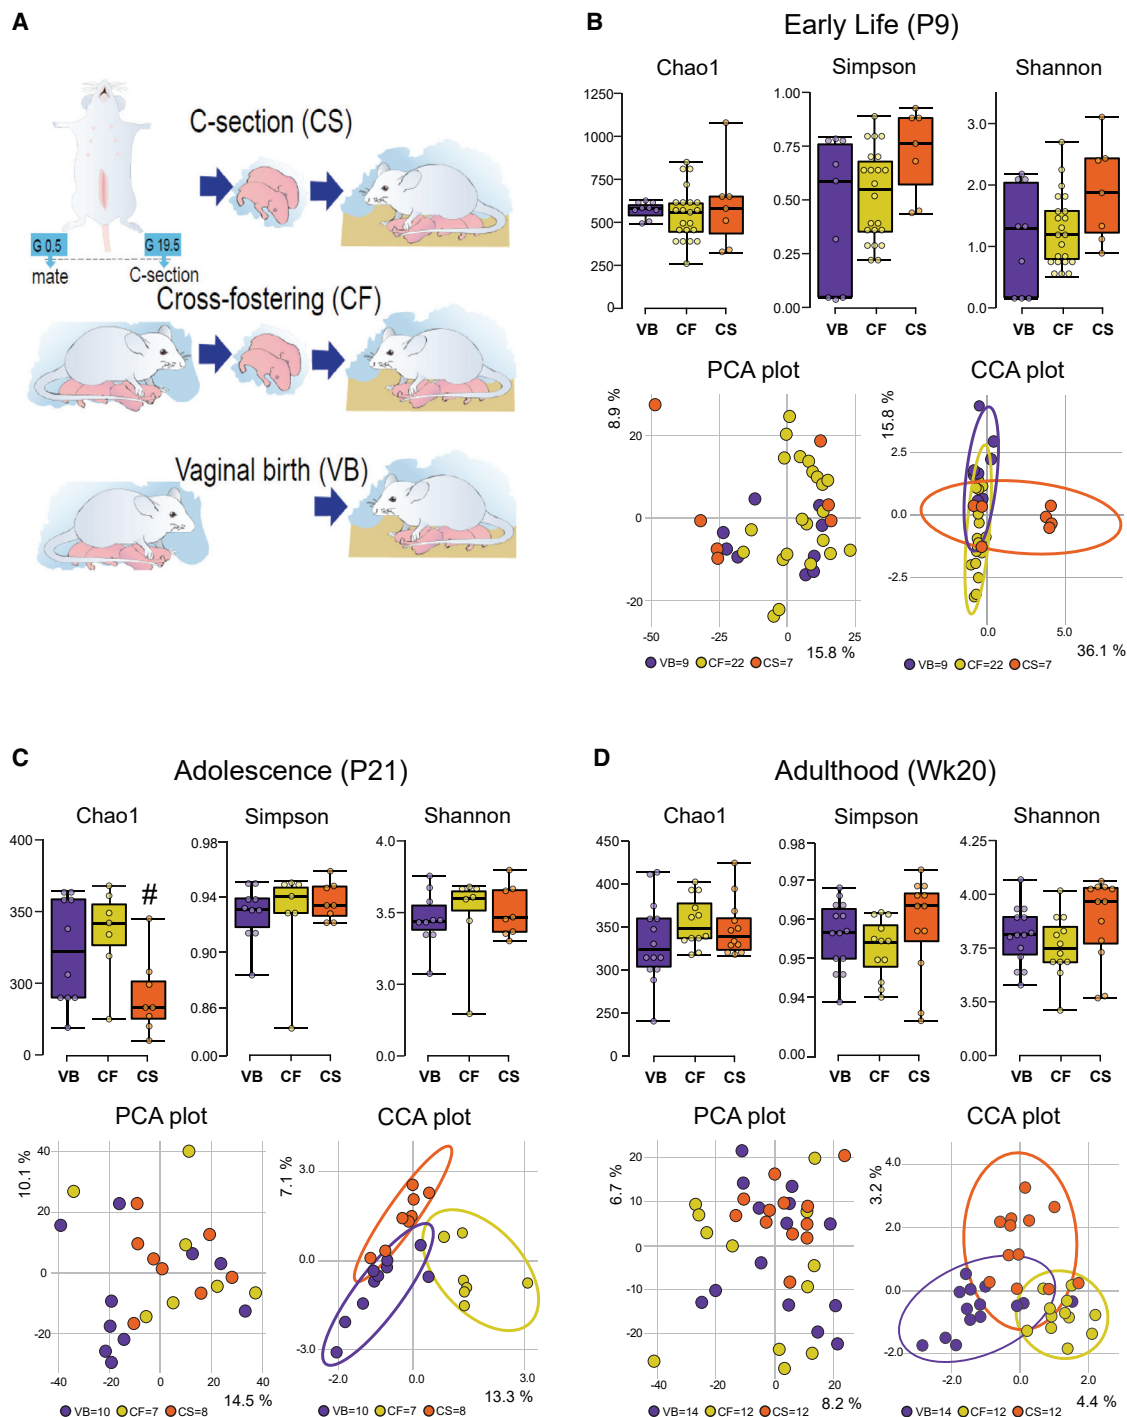 A
C-section (CS)
G 0.5
G 19.5
mate
C-section
Cross-fostering (CF)
Vaginal birth (VB)
B
Early Life (P9)
Chao1
Simpson
Shannon
1250
1000
750
500
250
0
1.00
0.75
0.50
0.25
0.00
3.0
2.0
1.0
0.0
VB CF CS
VB CF CS
VB CF CS
PCA plot
CCA plot
8.9 %
20
0
-20
-50 -25 0 25
15.8 %
15.8 %
2.5
0.0
-2.5
0.0 5.0
36.1 %
VB=9 CF=22 CS=7
VB=9 CF=22 CS=7
C
Adolescence (P21)
Chao1
Simpson
Shannon
400
350
300
0
#
0.98
0.94
0.90
0.86
0.00
4.0
3.5
3.0
0.0
VB CF CS
VB CF CS
VB CF CS
PCA plot
CCA plot
10.1 %
40
20
0
-20
-40 -20 0 20 40
14.5 %
7.1 %
3.0
0.0
-3.0
-2.0 0.0 3.0
13.3 %
VB=10 CF=7 CS=8
VB=10 CF=7 CS=8
D
Adulthood (Wk20)
Chao1
Simpson
Shannon
450
400
350
300
250
0
0.98
0.97
0.96
0.95
0.94
0.00
4.25
4.00
3.75
3.50
0.00
VB CF CS
VB CF CS
VB CF CS
PCA plot
CCA plot
6.7 %
20
10
0
-10
-20
-40 -20 0 20
8.2 %
3.2 %
4.0
2.0
0.0
-2.0
-2.0 0.0 2.0
4.4 %
VB=14 CF=12 CS=12
VB=14 CF=12 CS=12